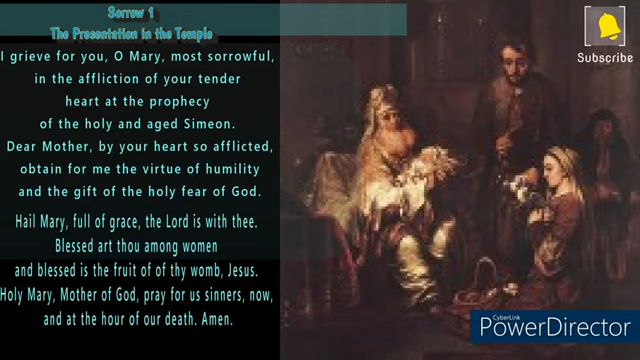 Sorrow 1
The Presentation in the Temple
I grieve for you, O Mary, most sorrowful,
in the affliction of your tender
heart at the prophecy
of the holy and aged Simeon.
Dear Mother, by your heart so afflicted,
obtain for me the virtue of humility
and the gift of the holy fear of God.
Hail Mary, full of grace, the Lord is with thee.
Blessed art thou among women
and blessed is the fruit of of thy womb, Jesus.
Holy Mary, Mother of God, pray for us sinners, now,
and at the hour of our death. Amen.
Subscribe
CyberLink
PowerDirector